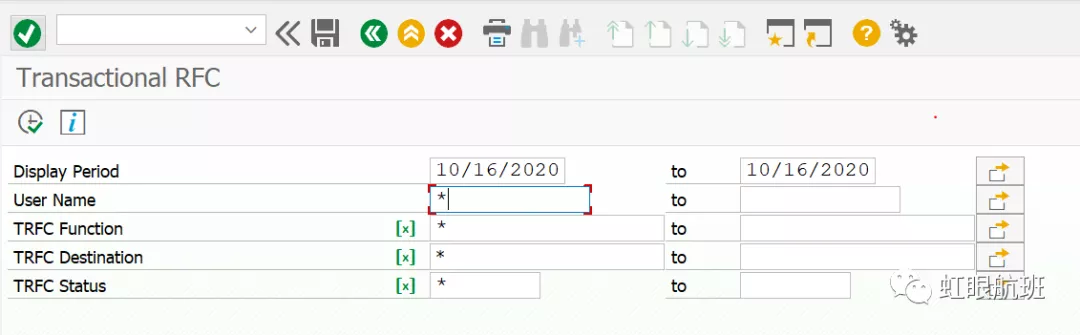 Transactional RFC
Display Period 10/16/2020 to 10/16/2020
User Name * to
TRFC Function [x] * to
TRFC Destination [x] * to
TRFC Status [x] * to
虹眼航班